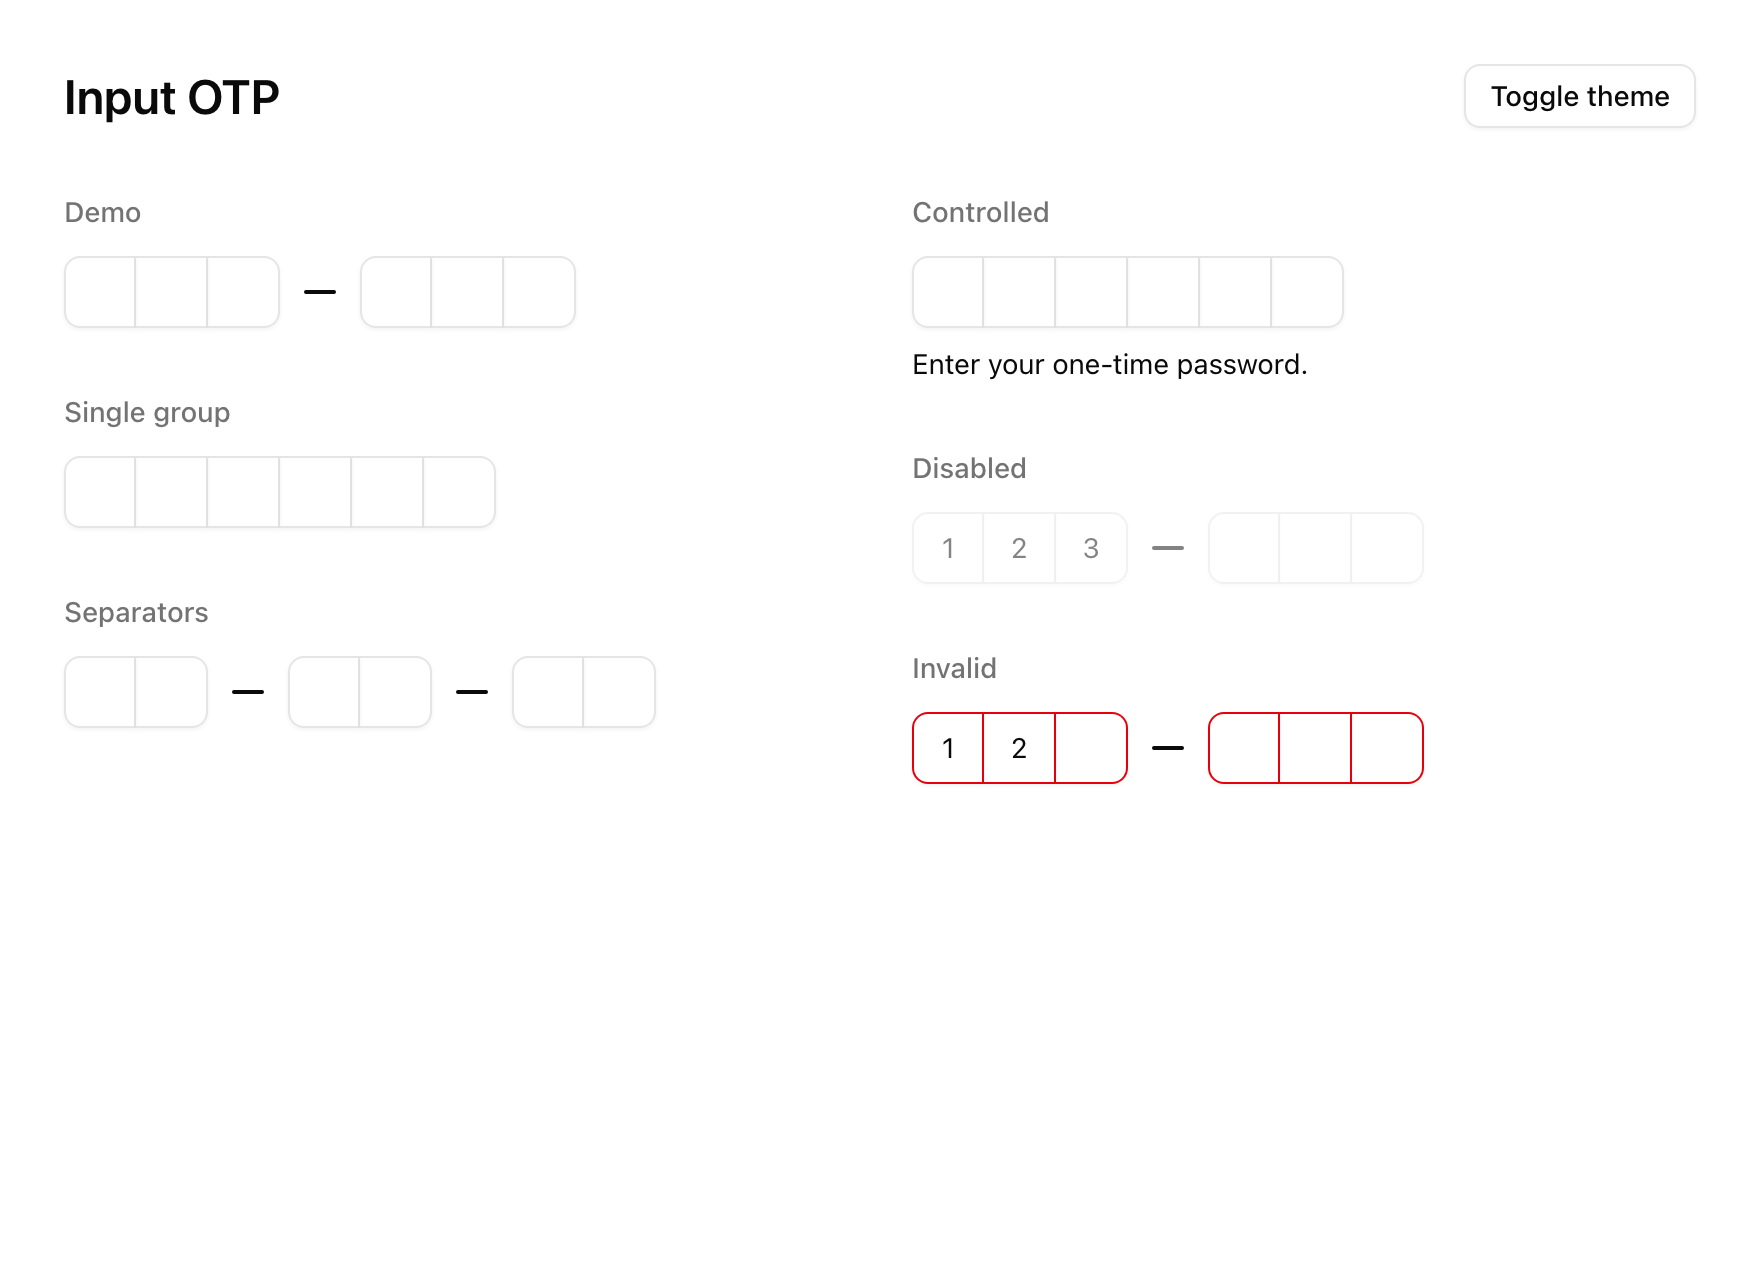 Input OTP
Toggle theme
Demo
Single group
Separators
Controlled
Enter your one-time password.
Disabled
1 2 3
Invalid
1 2